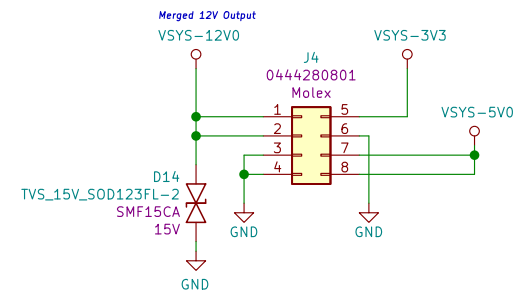 Merged 12V Output
VSYS-12V0
J4
0444280801
Molex
VSYS-3V3
VSYS-5V0
1
2
3
4
5
6
7
8
D14
TVS_15V_SOD123FL-2
SMF15CA
15V
GND
GND
GND